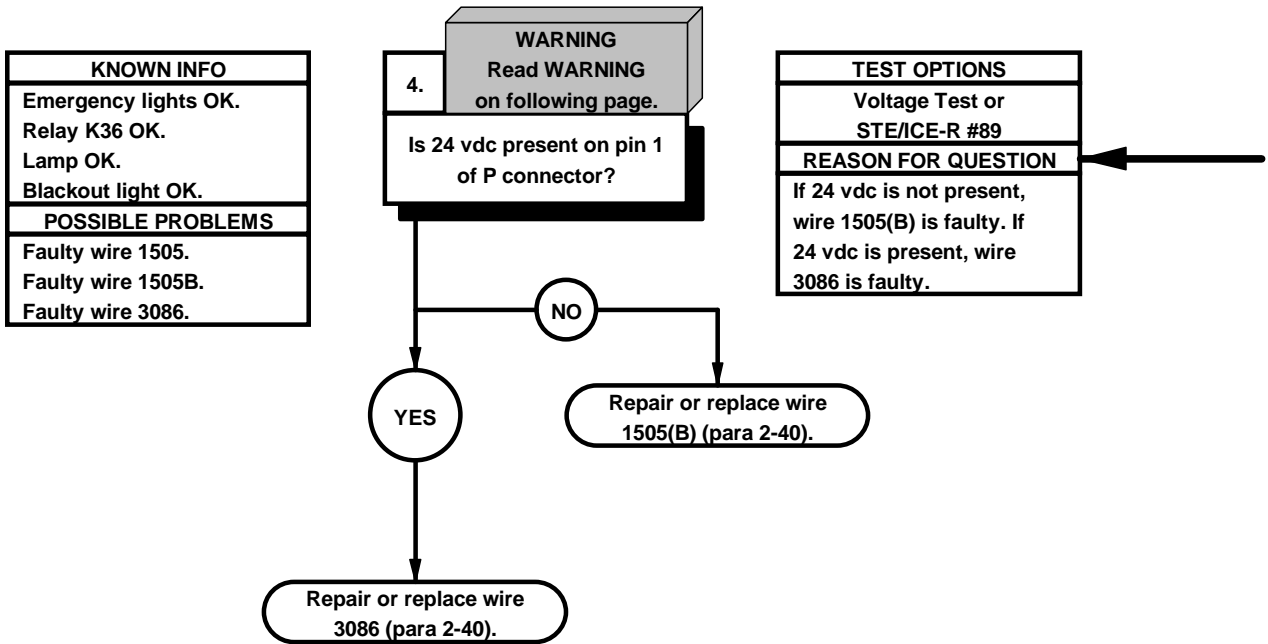 KNOWN INFO
Emergency lights OK.
Relay K36 OK.
Lamp OK.
Blackout light OK.
POSSIBLE PROBLEMS
Faulty wire 1505.
Faulty wire 1505B.
Faulty wire 3086.
4.
WARNING
Read WARNING
on following page.
Is 24 vdc present on pin 1
of P connector?
TEST OPTIONS
Voltage Test or
STE/ICE-R #89
REASON FOR QUESTION
If 24 vdc is not present,
wire 1505(B) is faulty. If
24 vdc is present, wire
3086 is faulty.
NO
YES
Repair or replace wire
1505(B) (para 2-40).
Repair or replace wire
3086 (para 2-40).